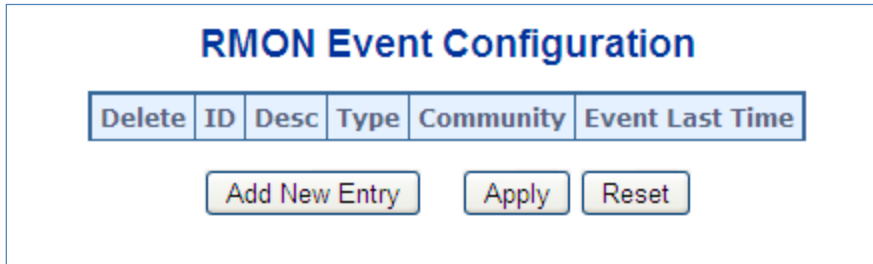 RMON Event Configuration
Delete ID Desc Type Community Event Last Time
Add New Entry Apply Reset